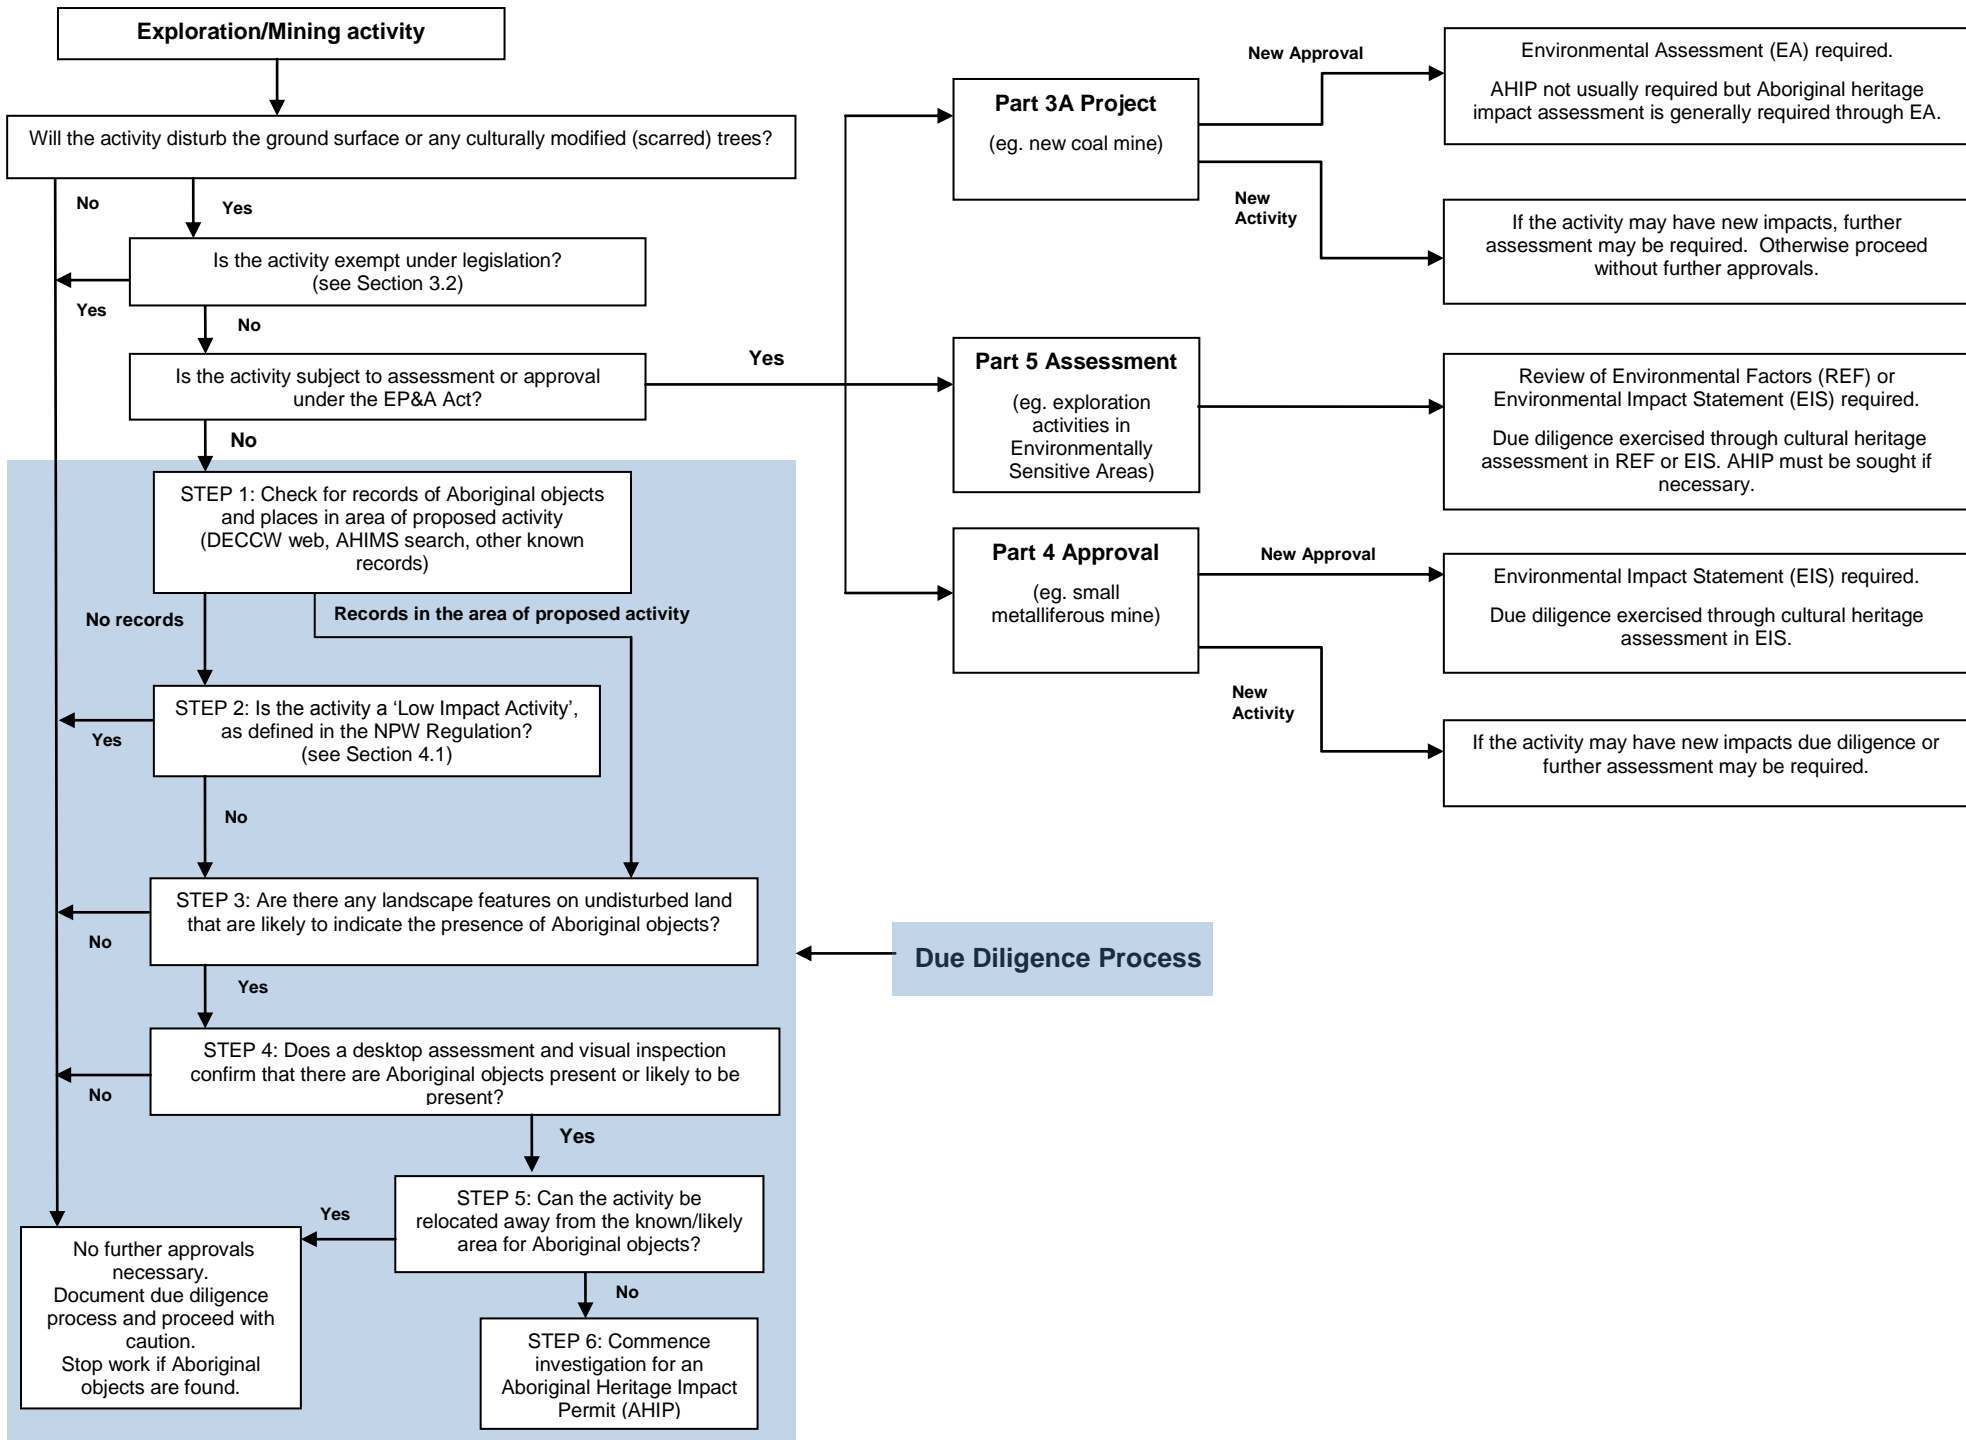 Exploration/Mining activity
Will the activity disturb the ground surface or any culturally modified (scarred) trees?
No
Yes
Is the activity exempt under legislation?
(see Section 3.2)
Yes
No
Is the activity subject to assessment or approval
under the EP&A Act?
Yes
No
STEP 1: Check for records of Aboriginal objects
and places in area of proposed activity
(DECCW web, AHIMS search, other known
records)
No records
Records in the area of proposed activity
STEP 2: Is the activity a ‘Low Impact Activity’,
as defined in the NPW Regulation?
(see Section 4.1)
Yes
No
STEP 3: Are there any landscape features on undisturbed land
that are likely to indicate the presence of Aboriginal objects?
No
Yes
STEP 4: Does a desktop assessment and visual inspection
confirm that there are Aboriginal objects present or likely to be
present?
No
Yes
STEP 5: Can the activity be
relocated away from the known/likely
area for Aboriginal objects?
Yes
No
No further approvals
necessary.
Document due diligence
process and proceed with
caution.
Stop work if Aboriginal
objects are found.
STEP 6: Commence
investigation for an
Aboriginal Heritage Impact
Permit (AHIP)
Due Diligence Process
Part 3A Project
(eg. new coal mine)
New Approval
Environmental Assessment (EA) required.
AHIP not usually required but Aboriginal heritage
impact assessment is generally required through EA.
New
Activity
If the activity may have new impacts, further
assessment may be required.  Otherwise proceed
without further approvals.
Part 5 Assessment
(eg. exploration
activities in
Environmentally
Sensitive Areas)
Review of Environmental Factors (REF) or
Environmental Impact Statement (EIS) required.
Due diligence exercised through cultural heritage
assessment in REF or EIS. AHIP must be sought if
necessary.
Part 4 Approval
(eg. small
metalliferous mine)
New Approval
Environmental Impact Statement (EIS) required.
Due diligence exercised through cultural heritage
assessment in EIS.
New
Activity
If the activity may have new impacts due diligence or
further assessment may be required.